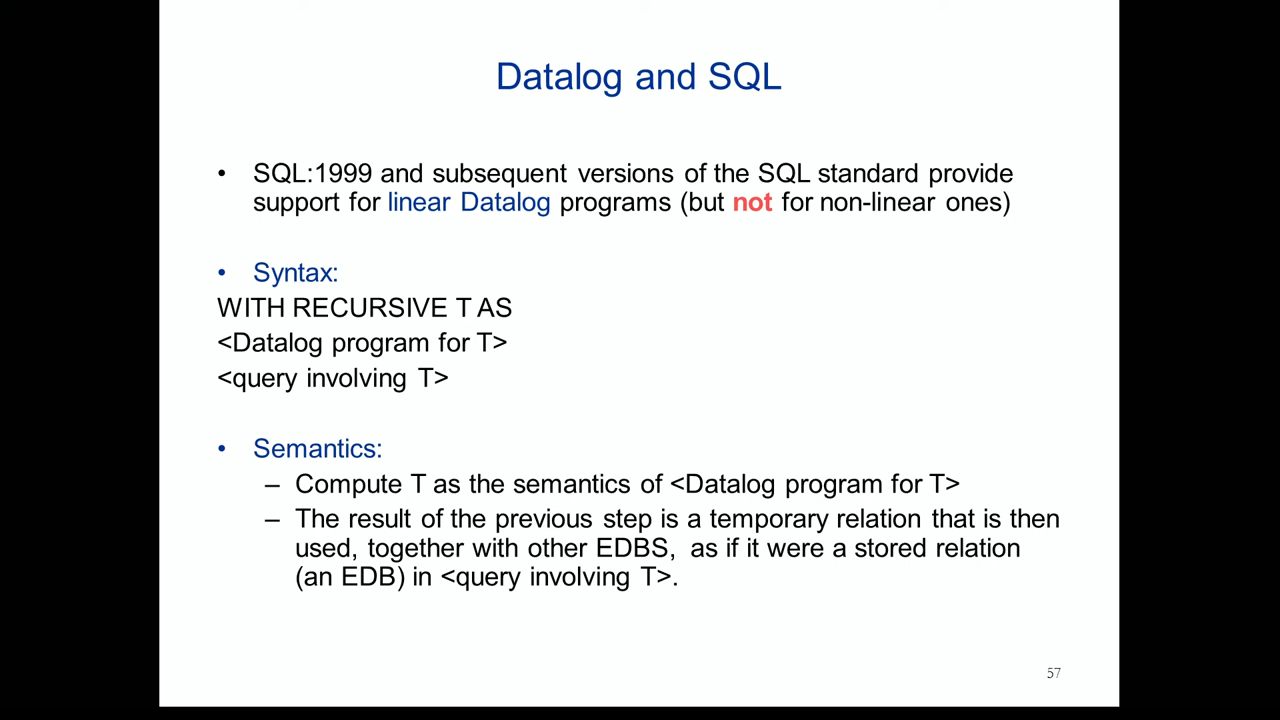 Datalog and SQL
• SQL:1999 and subsequent versions of the SQL standard provide
support for linear Datalog programs (but not for non-linear ones)
• Syntax:
WITH RECURSIVE T AS
<Datalog program for T>
<query involving T>
• Semantics:
– Compute T as the semantics of <Datalog program for T>
– The result of the previous step is a temporary relation that is then
used, together with other EDBS, as if it were a stored relation
(an EDB) in <query involving T>.
57